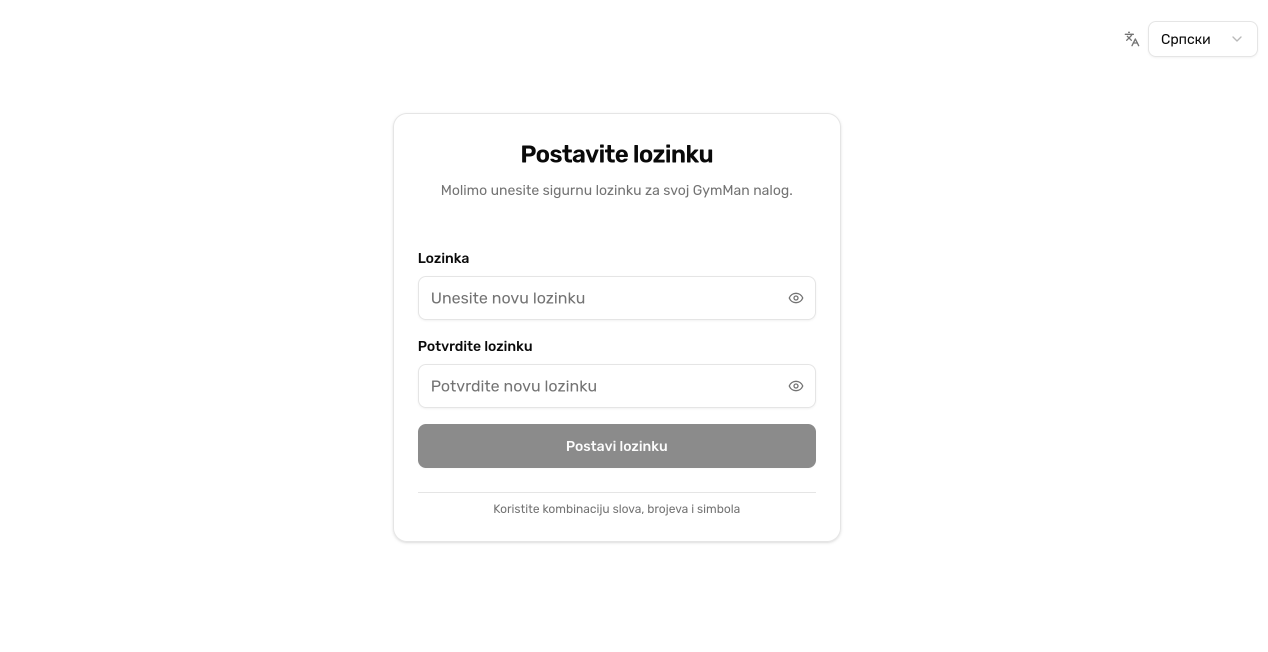 Српски
Postavite lozinku
Molimo unesite sigurnu lozinku za svoj GymMan nalog.
Lozinka
Unesite novu lozinku
Potvrdite lozinku
Potvrdite novu lozinku
Postavi lozinku
Koristite kombinaciju slova, brojeva i simbola